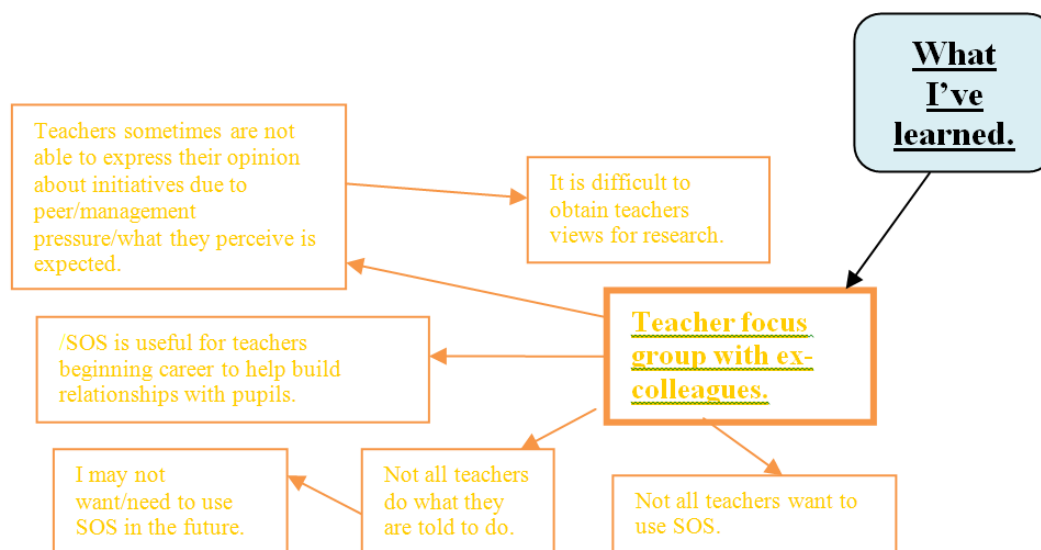 What
I’ve
learned.
Teachers sometimes are not
able to express their opinion
about initiatives due to
peer/management
pressure/what they perceive is
expected.
It is difficult to
obtain teachers
views for research.
Teacher focus
group with ex-
colleagues.
/SOS is useful for teachers
beginning career to help build
relationships with pupils.
I may not
want/need to use
SOS in the future.
Not all teachers
do what they
are told to do.
Not all teachers want to
use SOS.